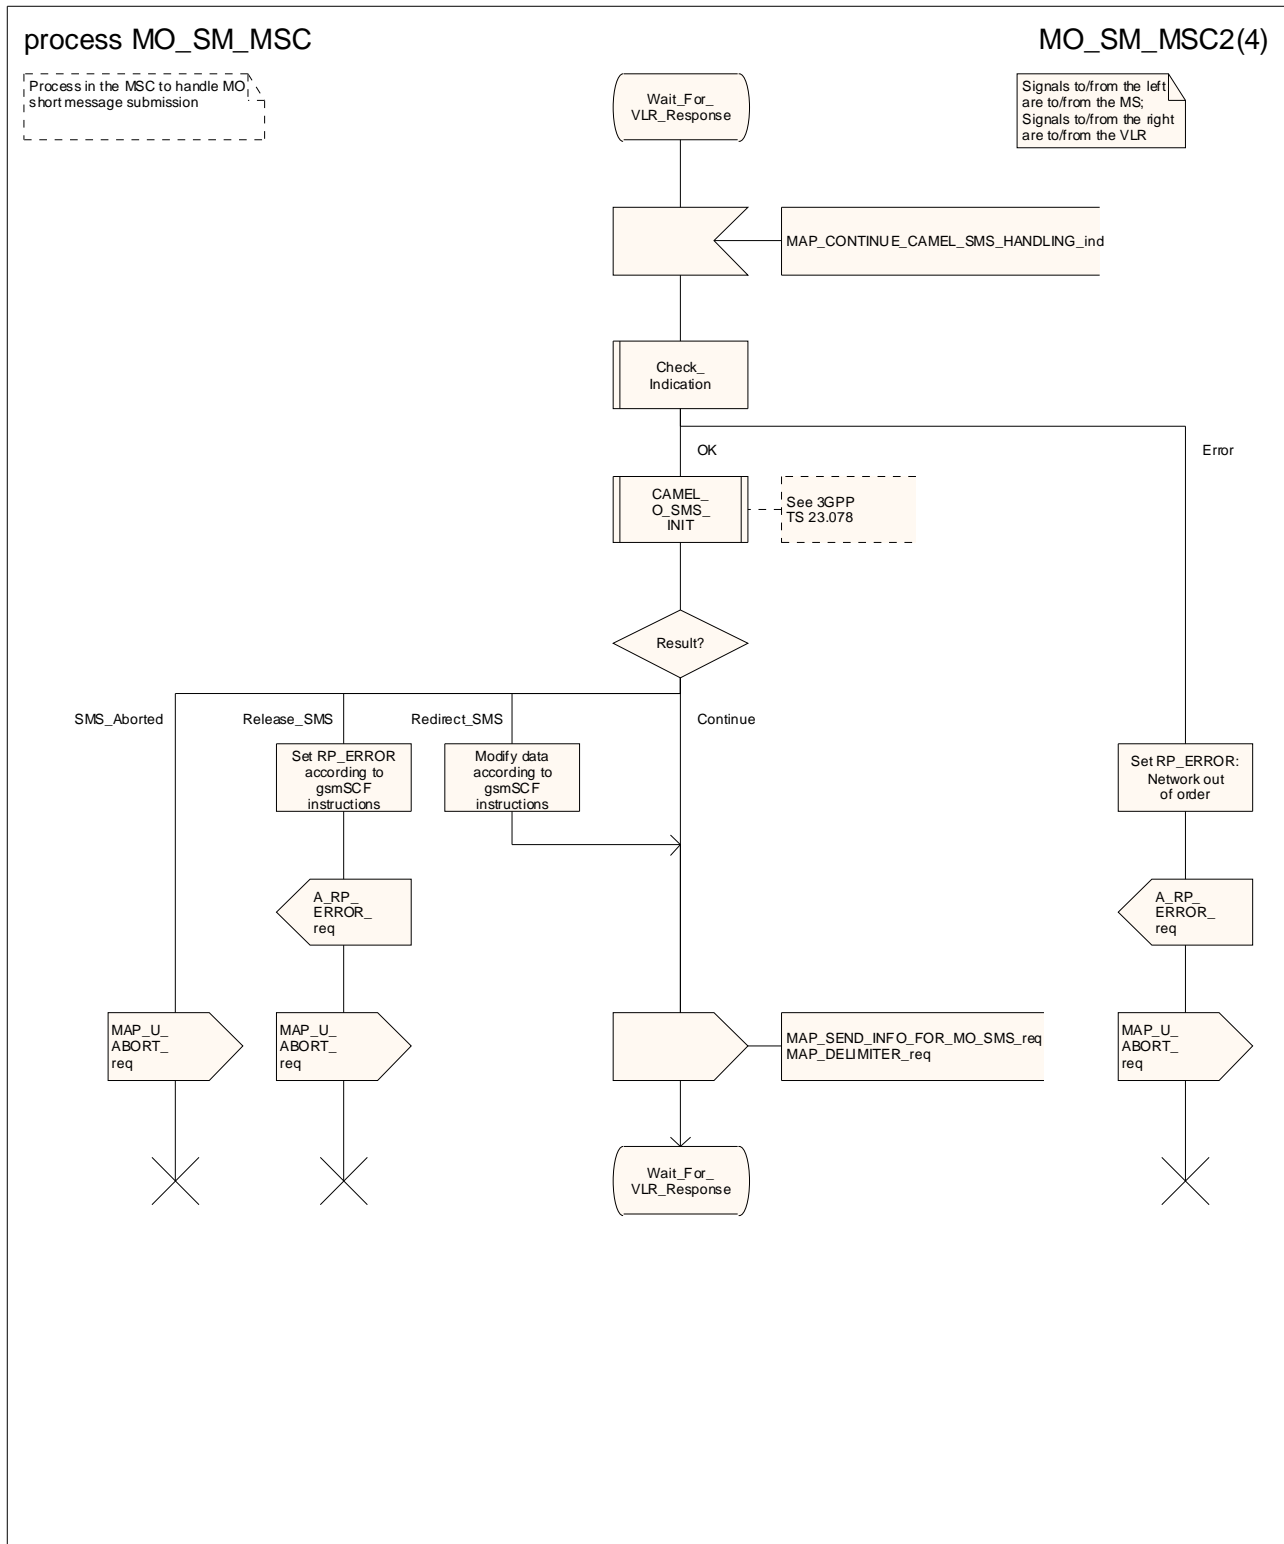 process MO_SM_MSC
MO_SM_MSC2(4)
Process in the MSC to handle MO
short message submission
Wait_For_
VLR_Response
Signals to/from the left
are to/from the MS;
Signals to/from the right
are to/from the VLR
MAP_CONTINUE_CAMEL_SMS_HANDLING_ind
Check_
Indication
OK
Error
CAMEL_
O_SMS_
INIT
See 3GPP
TS 23.078
Result?
SMS_Aborted
Release_SMS
Redirect_SMS
Continue
Set RP_ERROR
according to
gsmSCF
instructions
Modify data
according to
gsmSCF
instructions
Set RP_ERROR:
Network out
of order
A_RP_
ERROR_
req
A_RP_
ERROR_
req
MAP_U_
ABORT_
req
MAP_U_
ABORT_
req
MAP_SEND_INFO_FOR_MO_SMS_req
MAP_DELIMITER_req
MAP_U_
ABORT_
req
Wait_For_
VLR_Response